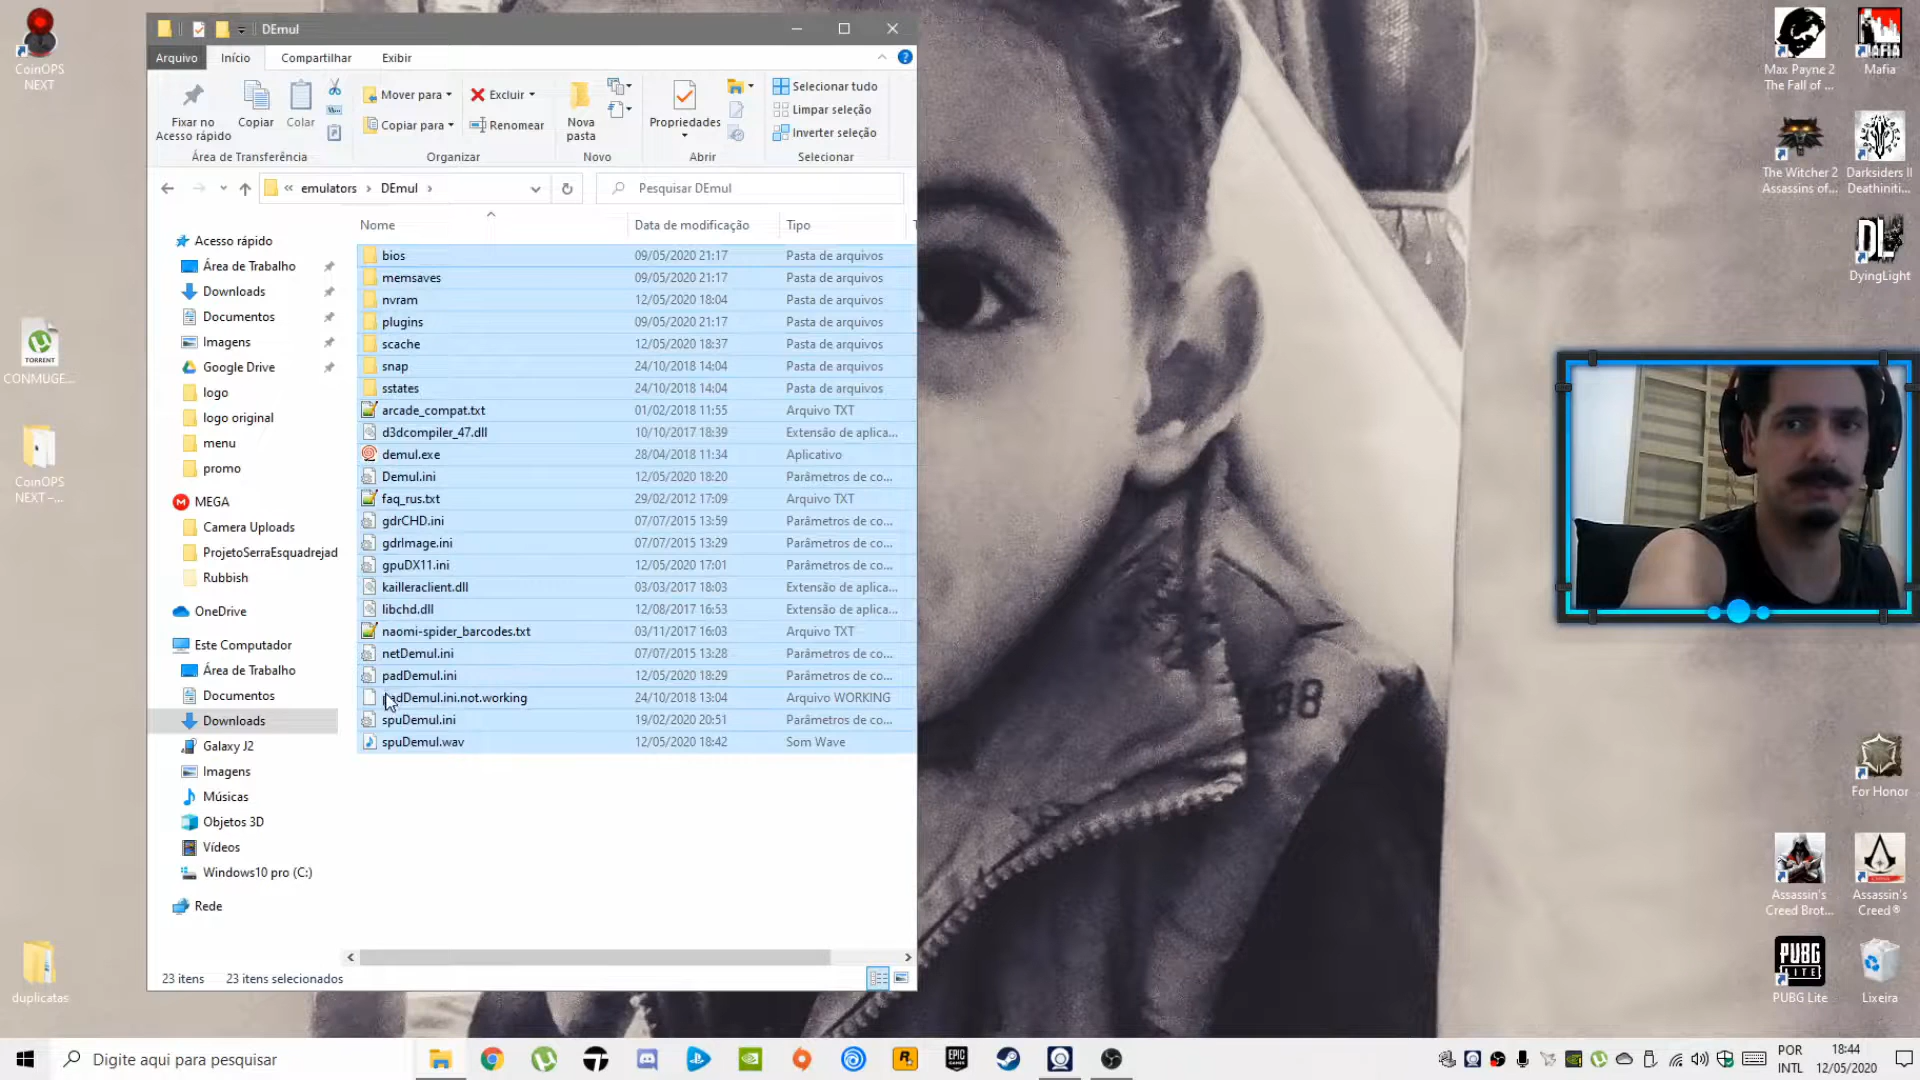 DEmul
Arquivo
Início
Compartilhar
Exibir
Fixar no
Acesso rápido
Copiar
Colar
Mover para
Copiar para
Excluir
Renomear
Nova
pasta
Propriedades
Selecionar tudo
Limpar seleção
Inverter seleção
Área de Transferência
Organizar
Novo
Abrir
Selecionar
« emulators › DEmul ›
Pesquisar DEmul
Nome
Data de modificação
Tipo
bios 09/05/2020 21:17 Pasta de arquivos
memsaves 09/05/2020 21:17 Pasta de arquivos
nvram 12/05/2020 18:04 Pasta de arquivos
plugins 09/05/2020 21:17 Pasta de arquivos
scache 12/05/2020 18:37 Pasta de arquivos
snap 24/10/2018 14:04 Pasta de arquivos
sstates 24/10/2018 14:04 Pasta de arquivos
arcade_compat.txt 01/02/2018 11:55 Arquivo TXT
d3dcompiler_47.dll 10/10/2017 18:39 Extensão de aplica...
demul.exe 28/04/2018 11:34 Aplicativo
Demul.ini 12/05/2020 18:20 Parâmetros de co...
faq_rus.txt 29/02/2012 17:09 Arquivo TXT
gdrCHD.ini 07/07/2015 13:59 Parâmetros de co...
gdrImage.ini 07/07/2015 13:29 Parâmetros de co...
gpuDX11.ini 12/05/2020 17:01 Parâmetros de co...
kailleraclient.dll 03/03/2017 18:03 Extensão de aplica...
libchd.dll 12/08/2017 16:53 Extensão de aplica...
naomi-spider_barcodes.txt 03/11/2017 16:03 Arquivo TXT
netDemul.ini 07/07/2015 13:28 Parâmetros de co...
padDemul.ini 12/05/2020 18:29 Parâmetros de co...
padDemul.ini.not.working 24/10/2018 13:04 Arquivo WORKING
spuDemul.ini 19/02/2020 20:51 Parâmetros de co...
spuDemul.wav 12/05/2020 18:42 Som Wave
Acesso rápido
Área de Trabalho
Downloads
Documentos
Imagens
Google Drive
logo
logo original
menu
promo
MEGA
Camera Uploads
ProjetoSerraEsquadrejad
Rubbish
OneDrive
Este Computador
Área de Trabalho
Documentos
Downloads
Galaxy J2
Imagens
Músicas
Objetos 3D
Vídeos
Windows10 pro (C:)
Rede
23 itens
23 itens selecionados
CoinOPS
NEXT
TORRENT
CONMUGE...
CoinOPS
NEXT –...
duplicatas
Max Payne 2
The Fall of ...
MAFIA
Mafia
The Witcher 2
Assassins of...
Darksiders II
Deathiniti...
DL
DyingLight
For Honor
Assassin's
Creed Brot...
Assassin's
Creed®
PUBG
LITE
PUBG Lite
Lixeira
Digite aqui para pesquisar
EPIC
GAMES
POR
INTL
18:44
12/05/2020